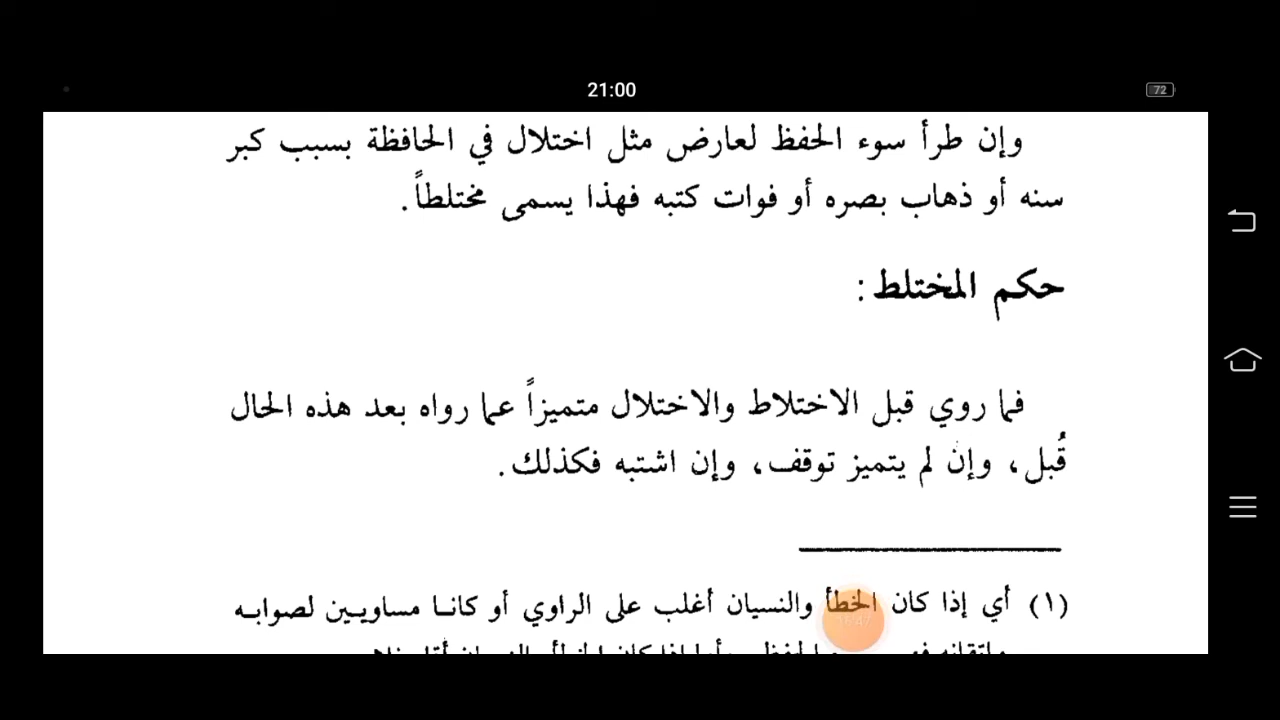 21:00
72
وإن طرأ سوء الحفظ لعارض مثل اختلال في الحافظة بسبب كبر
سنه أو ذهاب بصره أو فوات كتبه فهذا يسمى مختلطاً.
حكم المختلط:
فما روي قبل الاختلاط والاختلال متميزاً عما رواه بعد هذه الحال
قُبل، وإن لم يتميز توقف، وإن اشتبه فكذلك.
(١) أي إذا كان الخطأ والنسيان أغلب على الراوي أو كانا مساويين لصوابه
16:47